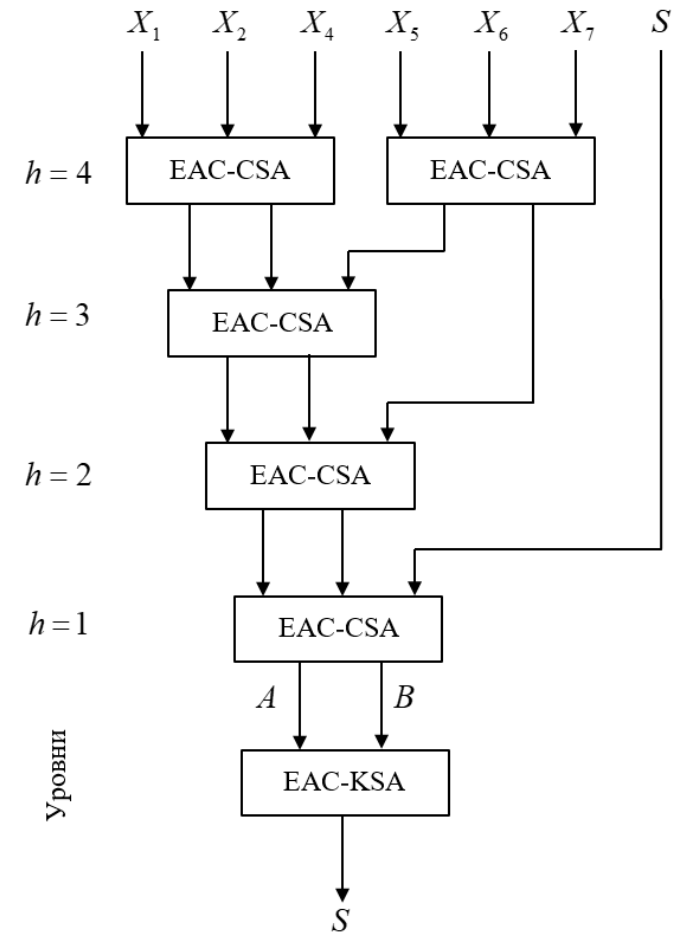 X₁ X₂ X₄ X₅ X₆ X₇ S
h = 4 EAC-CSA EAC-CSA
h = 3 EAC-CSA
h = 2 EAC-CSA
h = 1 EAC-CSA
A B
Уровни
EAC-KSA
S